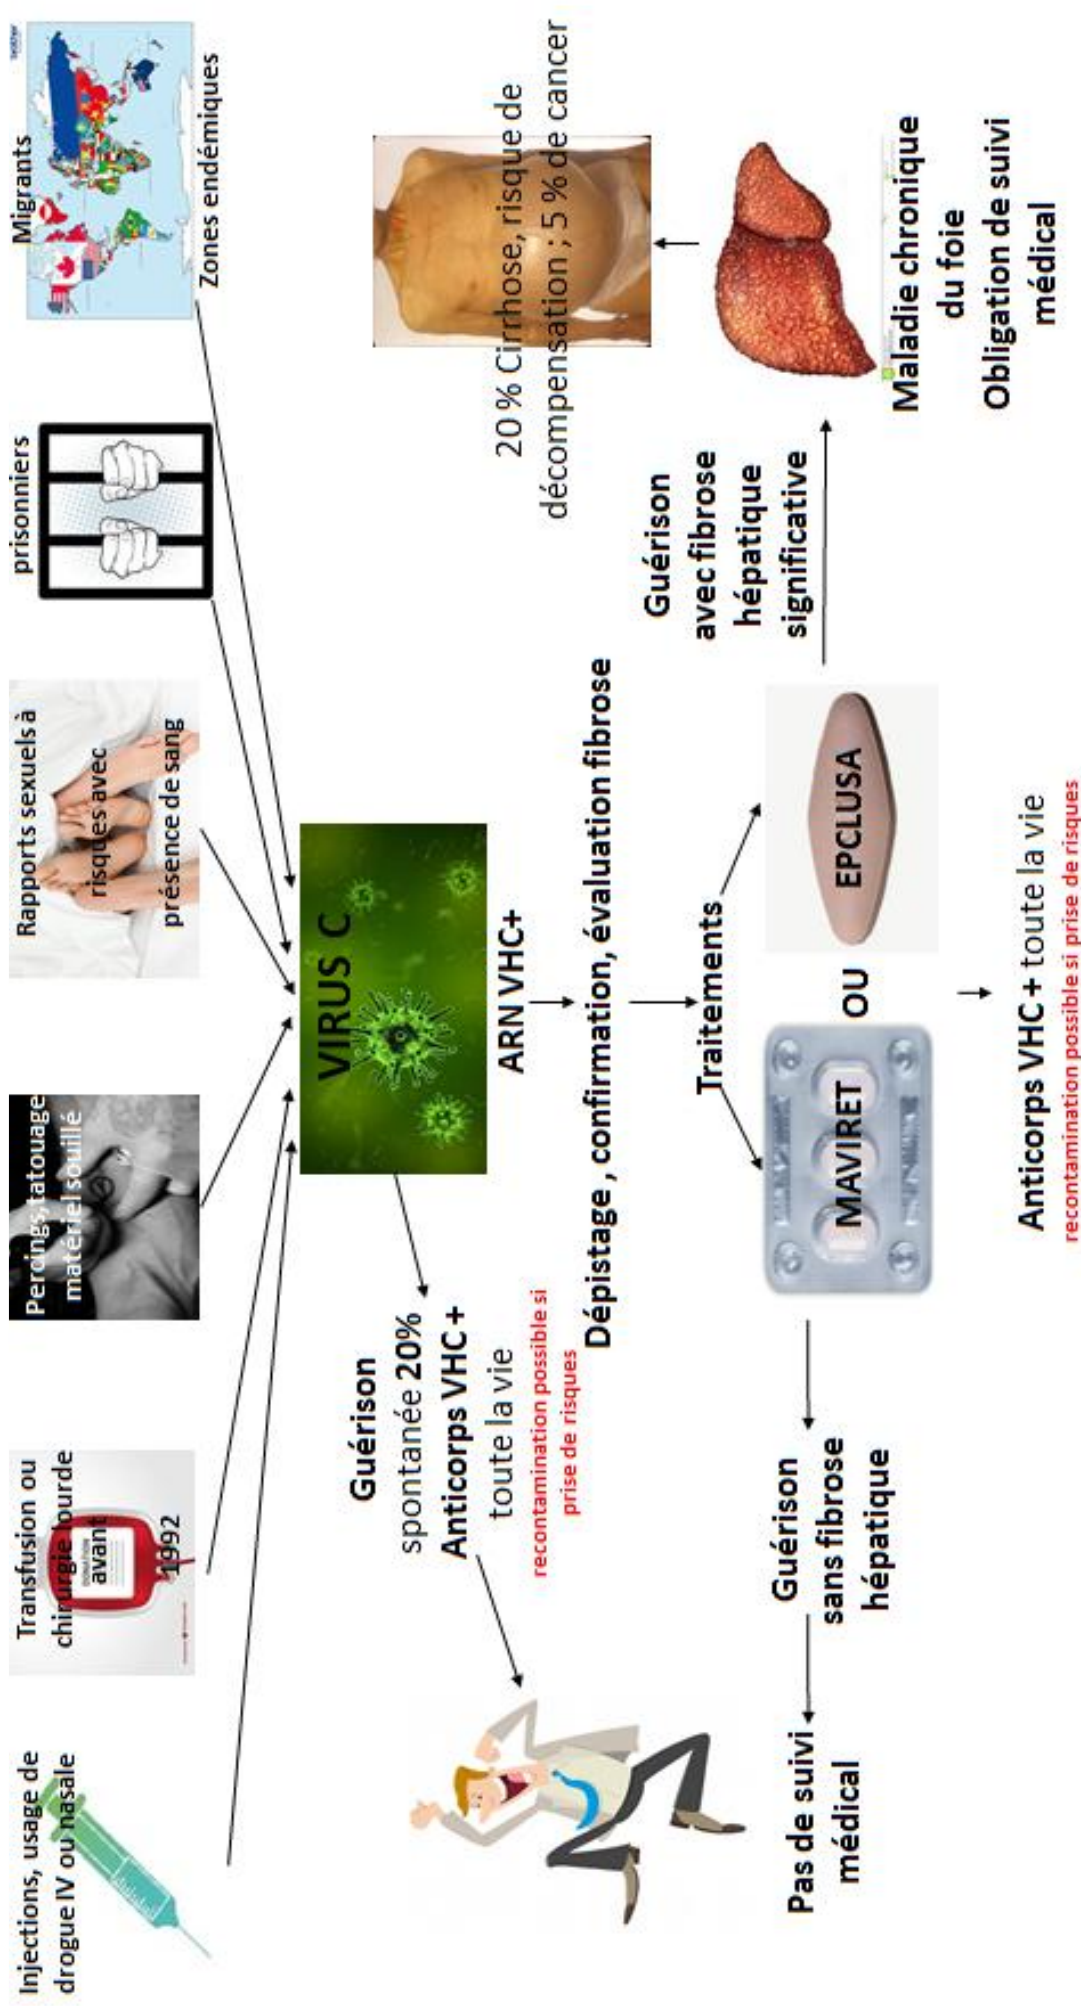 Injections, usage de
drogue IV ou nasale
Transfusion ou
chirurgie lourde
avant
1992
Percings,tatouage
matériel souillé
Rapports sexuels à
risques avec
présence de sang
prisonniers
Migrants
Zones endémiques
VIRUS C
ARN VHC+
Guérison
spontanée 20%
Anticorps VHC +
toute la vie
recontamination possible si
prise de risques
Dépistage , confirmation, évaluation fibrose
Traitements
MAVIRET
OU
EPCLUSA
Guérison
sans fibrose
hépatique
Pas de suivi
médical
Guérison
avec fibrose
hépatique
significative
Maladie chronique
du foie
Obligation de suivi
médical
20 % Cirrhose, risque de
décompensation ; 5 % de cancer
Anticorps VHC + toute la vie
recontamination possible si prise de risques